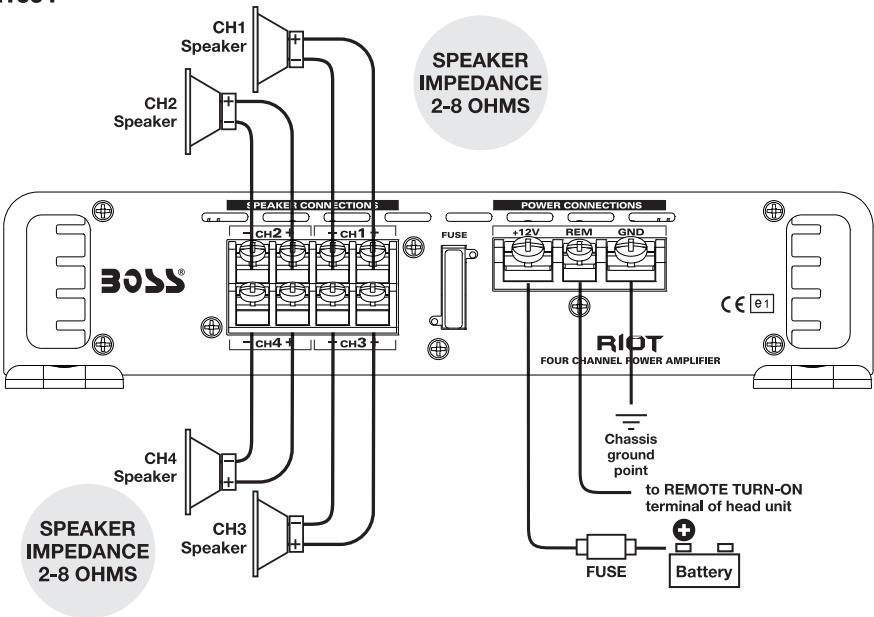 CH1
Speaker
CH2
Speaker
SPEAKER
IMPEDANCE
2-8 OHMS
SPEAKER CONNECTIONS
- CH2 +
- CH1 +
FUSE
POWER CONNECTIONS
+12V REM GND
BOSS®
CE e1
RIOT
FOUR CHANNEL POWER AMPLIFIER
- CH4 +
- CH3 +
Chassis
ground
point
to REMOTE TURN-ON
terminal of head unit
CH4
Speaker
CH3
Speaker
SPEAKER
IMPEDANCE
2-8 OHMS
FUSE
+
Battery